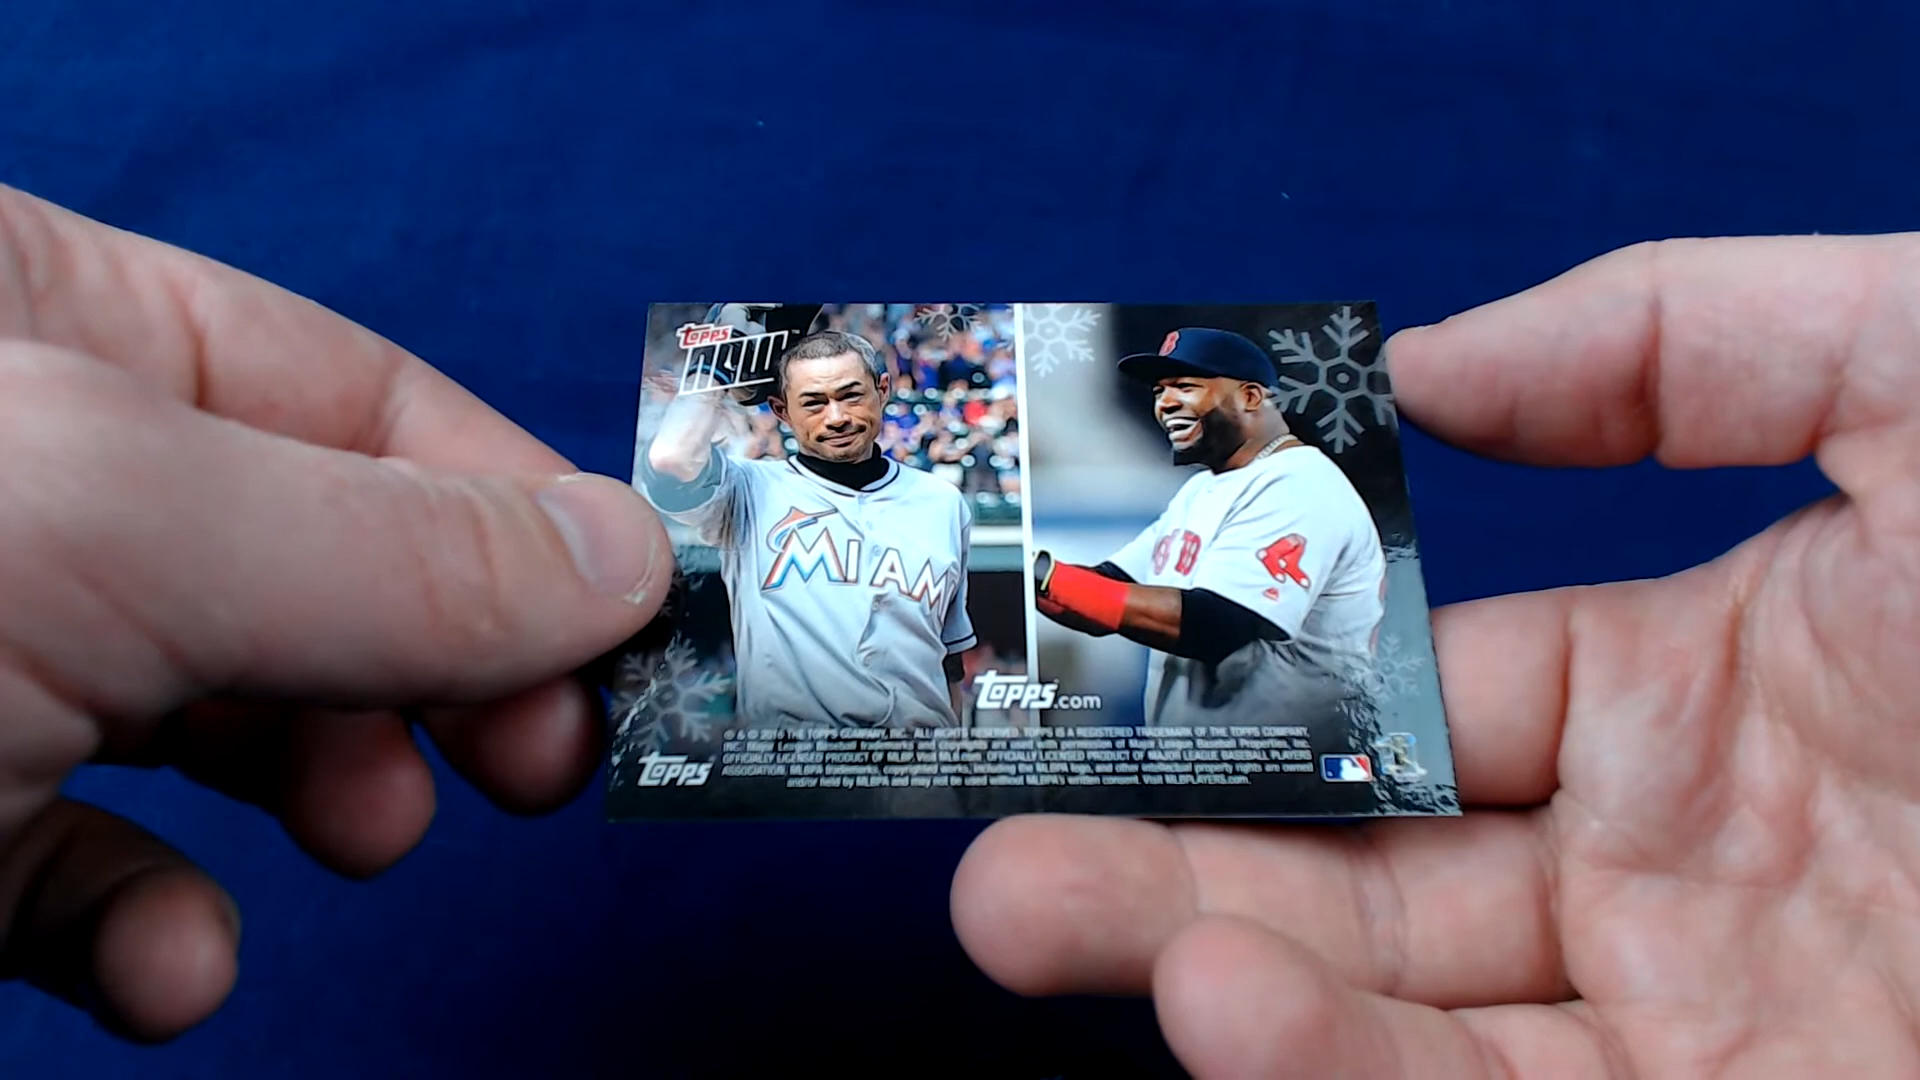 Topps
NOW™
B
MIAMI
Topps.com
® & © 2016 THE TOPPS COMPANY, INC. ALL RIGHTS RESERVED. TOPPS IS A REGISTERED TRADEMARK OF THE TOPPS COMPANY,
INC. Major League Baseball trademarks and copyrights are used with permission of Major League Baseball Properties, Inc.
OFFICIALLY LICENSED PRODUCT OF MLBP. Visit MLB.com. OFFICIALLY LICENSED PRODUCT OF MAJOR LEAGUE BASEBALL PLAYERS
ASSOCIATION. MLBPA trademarks, copyrighted works, including the MLBPA logo, and other intellectual property rights are owned
and/or held by MLBPA and may not be used without MLBPA's written consent. Visit MLBPLAYERS.com.
Topps